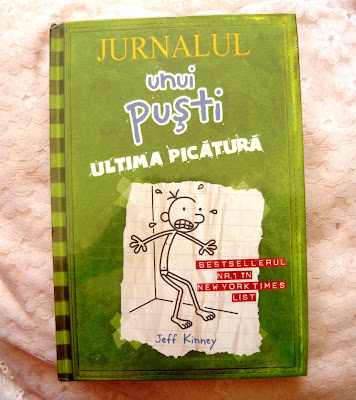 JURNALUL
unui
puşti
ULTIMA PICĂTURĂ
BESTSELLERUL
NR.1 ÎN
NEW YORK TIMES
LIST
Jeff Kinney